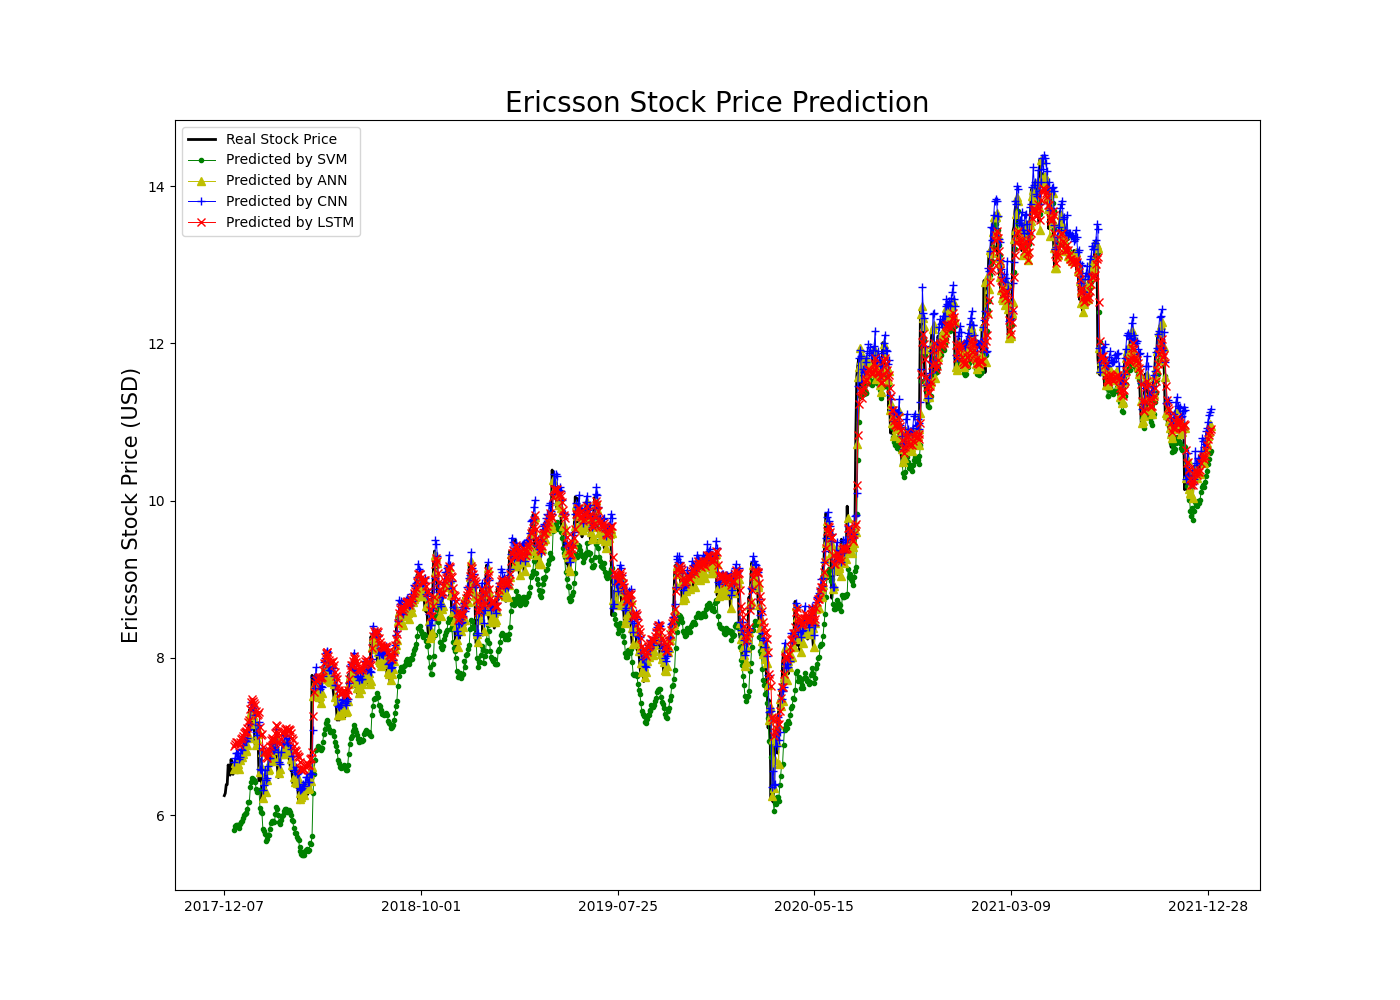 Ericsson Stock Price Prediction
Real Stock Price
Predicted by SVM
Predicted by ANN
Predicted by CNN
Predicted by LSTM
Ericsson Stock Price (USD)
14
12
10
8
6
2017-12-07 2018-10-01 2019-07-25 2020-05-15 2021-03-09 2021-12-28